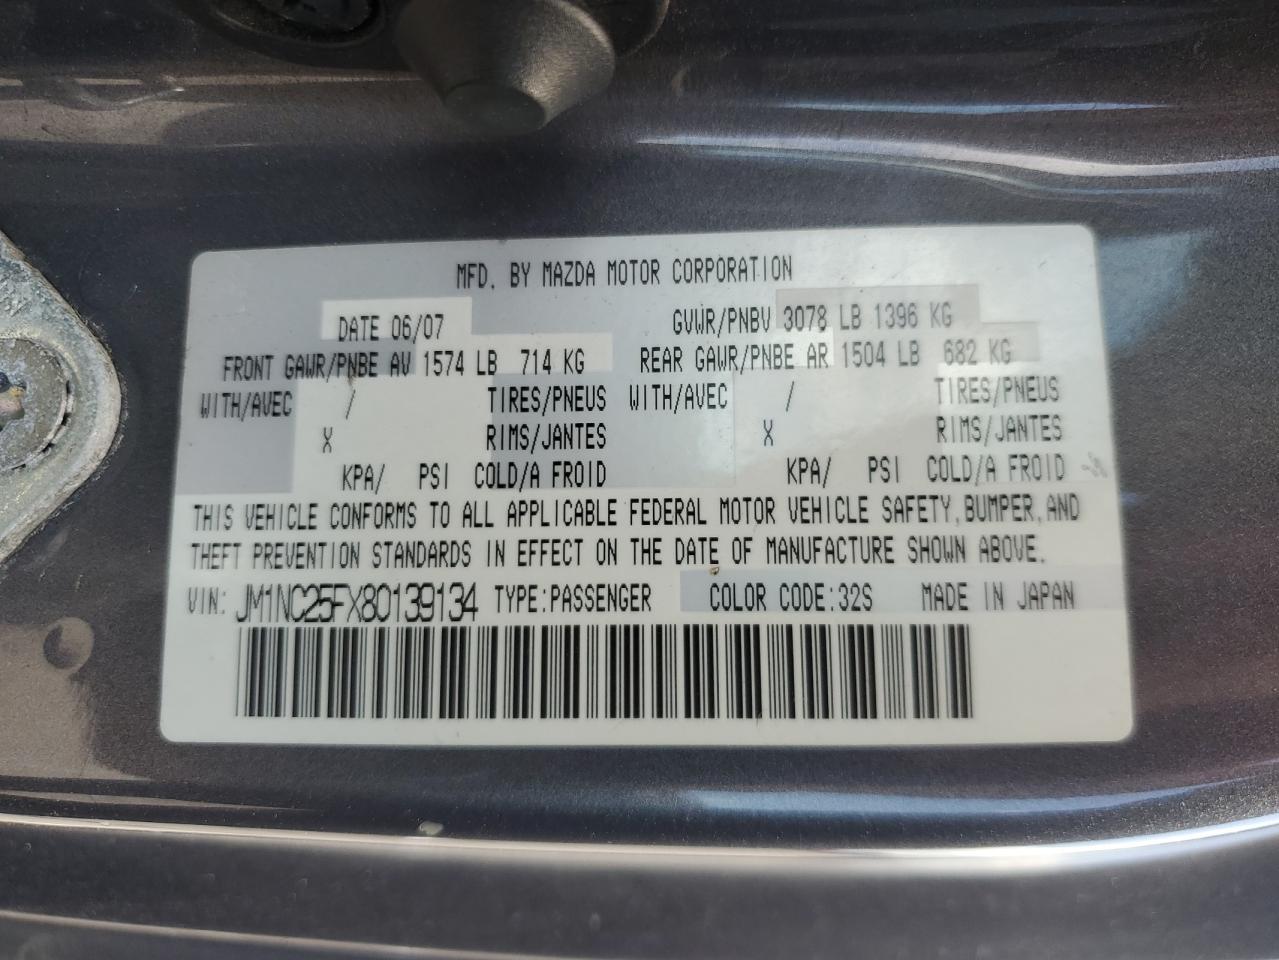 MFD. BY MAZDA MOTOR CORPORATION
DATE 06/07 GVWR/PNBV 3078 LB 1396 KG
FRONT GAWR/PNBE AV 1574 LB 714 KG REAR GAWR/PNBE AR 1504 LB 682 KG
WITH/AVEC / TIRES/PNEUS WITH/AVEC / TIRES/PNEUS
X RIMS/JANTES X RIMS/JANTES
KPA/ PSI COLD/A FROID KPA/ PSI COLD/A FROID
THIS VEHICLE CONFORMS TO ALL APPLICABLE FEDERAL MOTOR VEHICLE SAFETY, BUMPER, AND
THEFT PREVENTION STANDARDS IN EFFECT ON THE DATE OF MANUFACTURE SHOWN ABOVE.
VIN: JM1NC25FX80139134 TYPE:PASSENGER COLOR CODE:32S MADE IN JAPAN